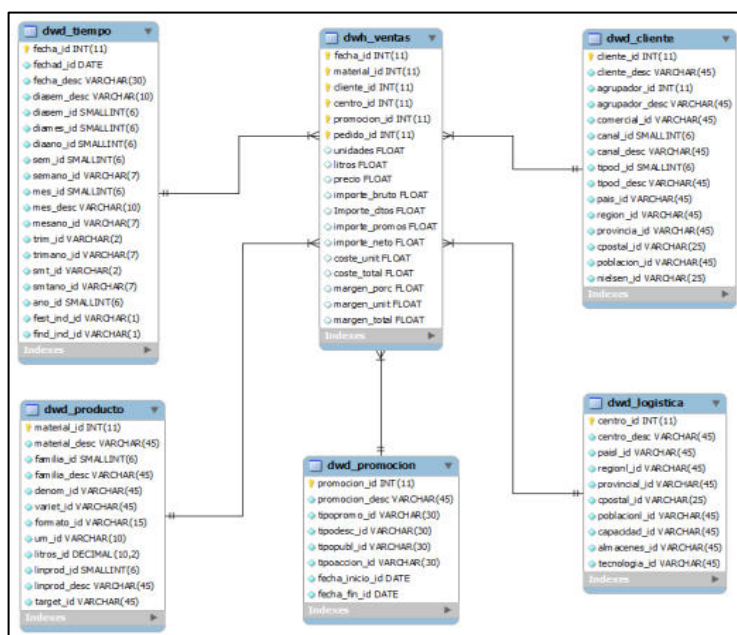 dwd_tiempo
fecha_id INT(11)
fechad_id DATE
fecha_desc VARCHAR(30)
diasem_desc VARCHAR(10)
diasem_id SMALLINT(6)
diames_id SMALLINT(6)
diaano_id SMALLINT(6)
sem_id SMALLINT(6)
semano_id VARCHAR(7)
mes_id SMALLINT(6)
mes_desc VARCHAR(10)
mesano_id VARCHAR(7)
trim_id VARCHAR(2)
trimano_id VARCHAR(7)
smt_id VARCHAR(2)
smtano_id VARCHAR(7)
ano_id SMALLINT(6)
fest_ind_id VARCHAR(1)
find_ind_id VARCHAR(1)
Indexes
dwh_ventas
fecha_id INT(11)
material_id INT(11)
cliente_id INT(11)
centro_id INT(11)
promocion_id INT(11)
pedido_id INT(11)
unidades FLOAT
litros FLOAT
precio FLOAT
importe_bruto FLOAT
Importe_dtos FLOAT
importe_promos FLOAT
importe_neto FLOAT
coste_unit FLOAT
coste_total FLOAT
margen_porc FLOAT
margen_unit FLOAT
margen_total FLOAT
Indexes
dwd_cliente
cliente_id INT(11)
cliente_desc VARCHAR(45)
agrupador_id INT(11)
agrupador_desc VARCHAR(45)
comercial_id VARCHAR(45)
canal_id SMALLINT(6)
canal_desc VARCHAR(45)
tipod_id SMALLINT(6)
tipod_desc VARCHAR(45)
pais_id VARCHAR(45)
region_id VARCHAR(45)
provincia_id VARCHAR(45)
cpostal_id VARCHAR(25)
poblacion_id VARCHAR(45)
nielsen_id VARCHAR(25)
Indexes
dwd_producto
material_id INT(11)
material_desc VARCHAR(45)
familia_id SMALLINT(6)
familia_desc VARCHAR(45)
denom_id VARCHAR(45)
variet_id VARCHAR(45)
formato_id VARCHAR(15)
um_id VARCHAR(10)
litros_id DECIMAL(10,2)
linprod_id SMALLINT(6)
linprod_desc VARCHAR(45)
target_id VARCHAR(45)
Indexes
dwd_promocion
promocion_id INT(11)
promocion_desc VARCHAR(45)
tipopromo_id VARCHAR(30)
tipodesc_id VARCHAR(30)
tipopubl_id VARCHAR(30)
tipoaccion_id VARCHAR(30)
fecha_inicio_id DATE
fecha_fin_id DATE
Indexes
dwd_logistica
centro_id INT(11)
centro_desc VARCHAR(45)
paisl_id VARCHAR(45)
regionl_id VARCHAR(45)
provincial_id VARCHAR(45)
cpostal_id VARCHAR(25)
poblacionl_id VARCHAR(45)
capacidad_id VARCHAR(45)
almacenes_id VARCHAR(45)
tecnologia_id VARCHAR(45)
Indexes